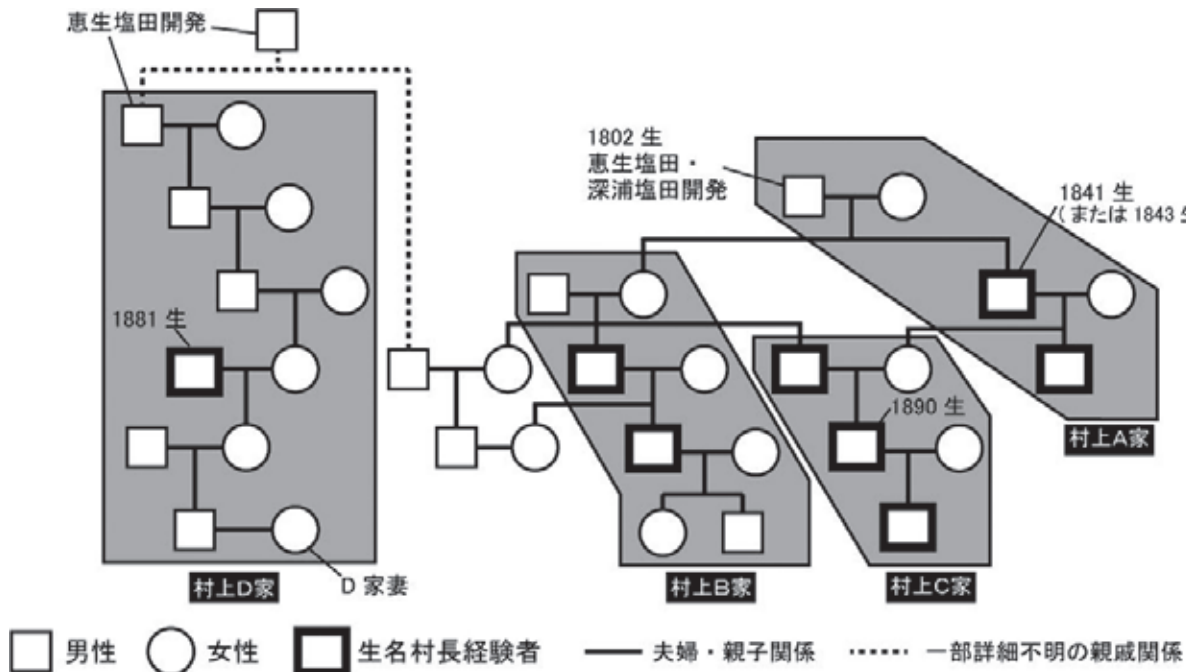 恵生塩田開発
1802 生
恵生塩田・
深浦塩田開発
1841 生
(または 1843 生
1881 生
1890 生
村上A家
村上D家
D 家妻
村上B家
村上C家
男性
女性
生名村長経験者
夫婦・親子関係
一部詳細不明の親戚関係